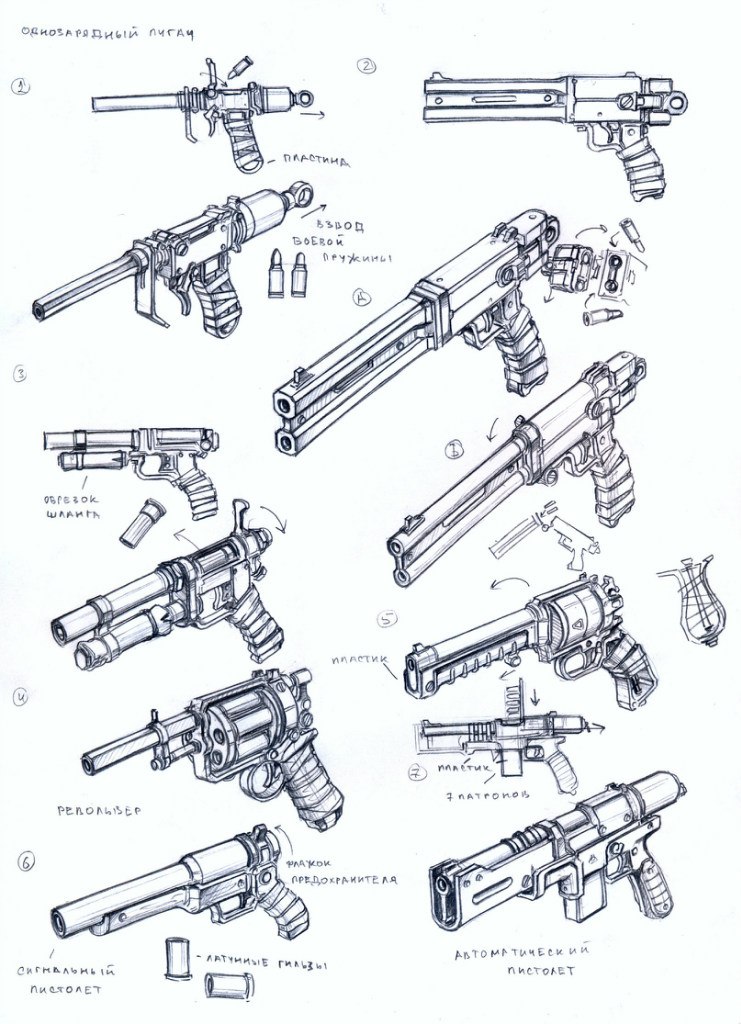 ОДНОЗАРЯДНЫЙ ПУГАЧ
1
2
ПЛАСТИНА
ВЗВОД
БОЕВОЙ
ПРУЖИНЫ
А
3
В
ОБРЕЗОК
ШЛАНГА
5
ПЛАСТИК
4
РЕВОЛЬВЕР
7
ПЛАСТИК
7 ПАТРОНОВ
6
ФЛАЖОК
ПРЕДОХРАНИТЕЛЯ
СИГНАЛЬНЫЙ
ПИСТОЛЕТ
ЛАТУННЫЕ ГИЛЬЗЫ
АВТОМАТИЧЕСКИЙ
ПИСТОЛЕТ